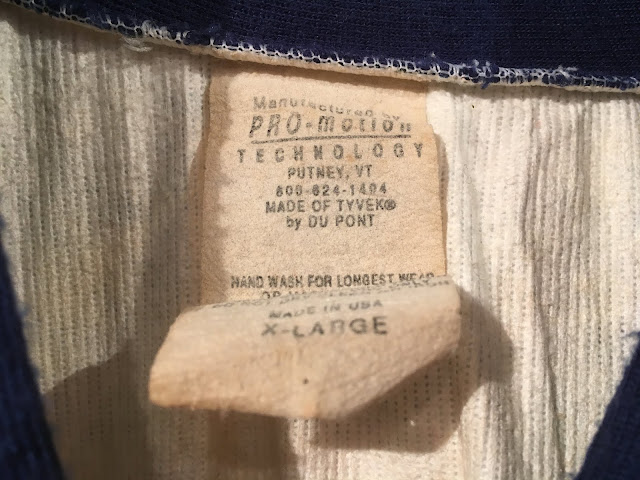 Manufactured by
PRO-motion
TECHNOLOGY
PUTNEY, VT
800-624-1494
MADE OF TYVEK®
by DU PONT
HAND WASH FOR LONGEST WEAR
MADE IN USA
X-LARGE